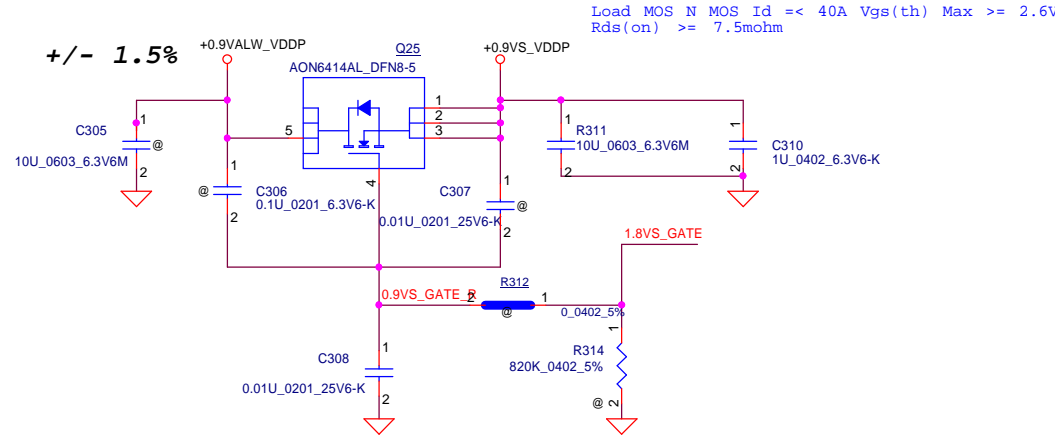 Load MOS N MOS Id =< 40A Vgs(th) Max >= 2.6V
Rds(on) >= 7.5mohm
+/- 1.5%
+0.9VALW_VDDP
Q25
+0.9VS_VDDP
AON6414AL_DFN8-5
1
2
3
5
4
C305
1
@
10U_0603_6.3V6M
2
1
@
C306
0.1U_0201_6.3V6-K
2
C307
1
@
0.01U_0201_25V6-K
2
1
R311
10U_0603_6.3V6M
2
1
C310
1U_0402_6.3V6-K
2
1.8VS_GATE
R312
0.9VS_GATE_R
2
1
@
0_0402_5%
C308
1
0.01U_0201_25V6-K
2
1
R314
820K_0402_5%
@
2